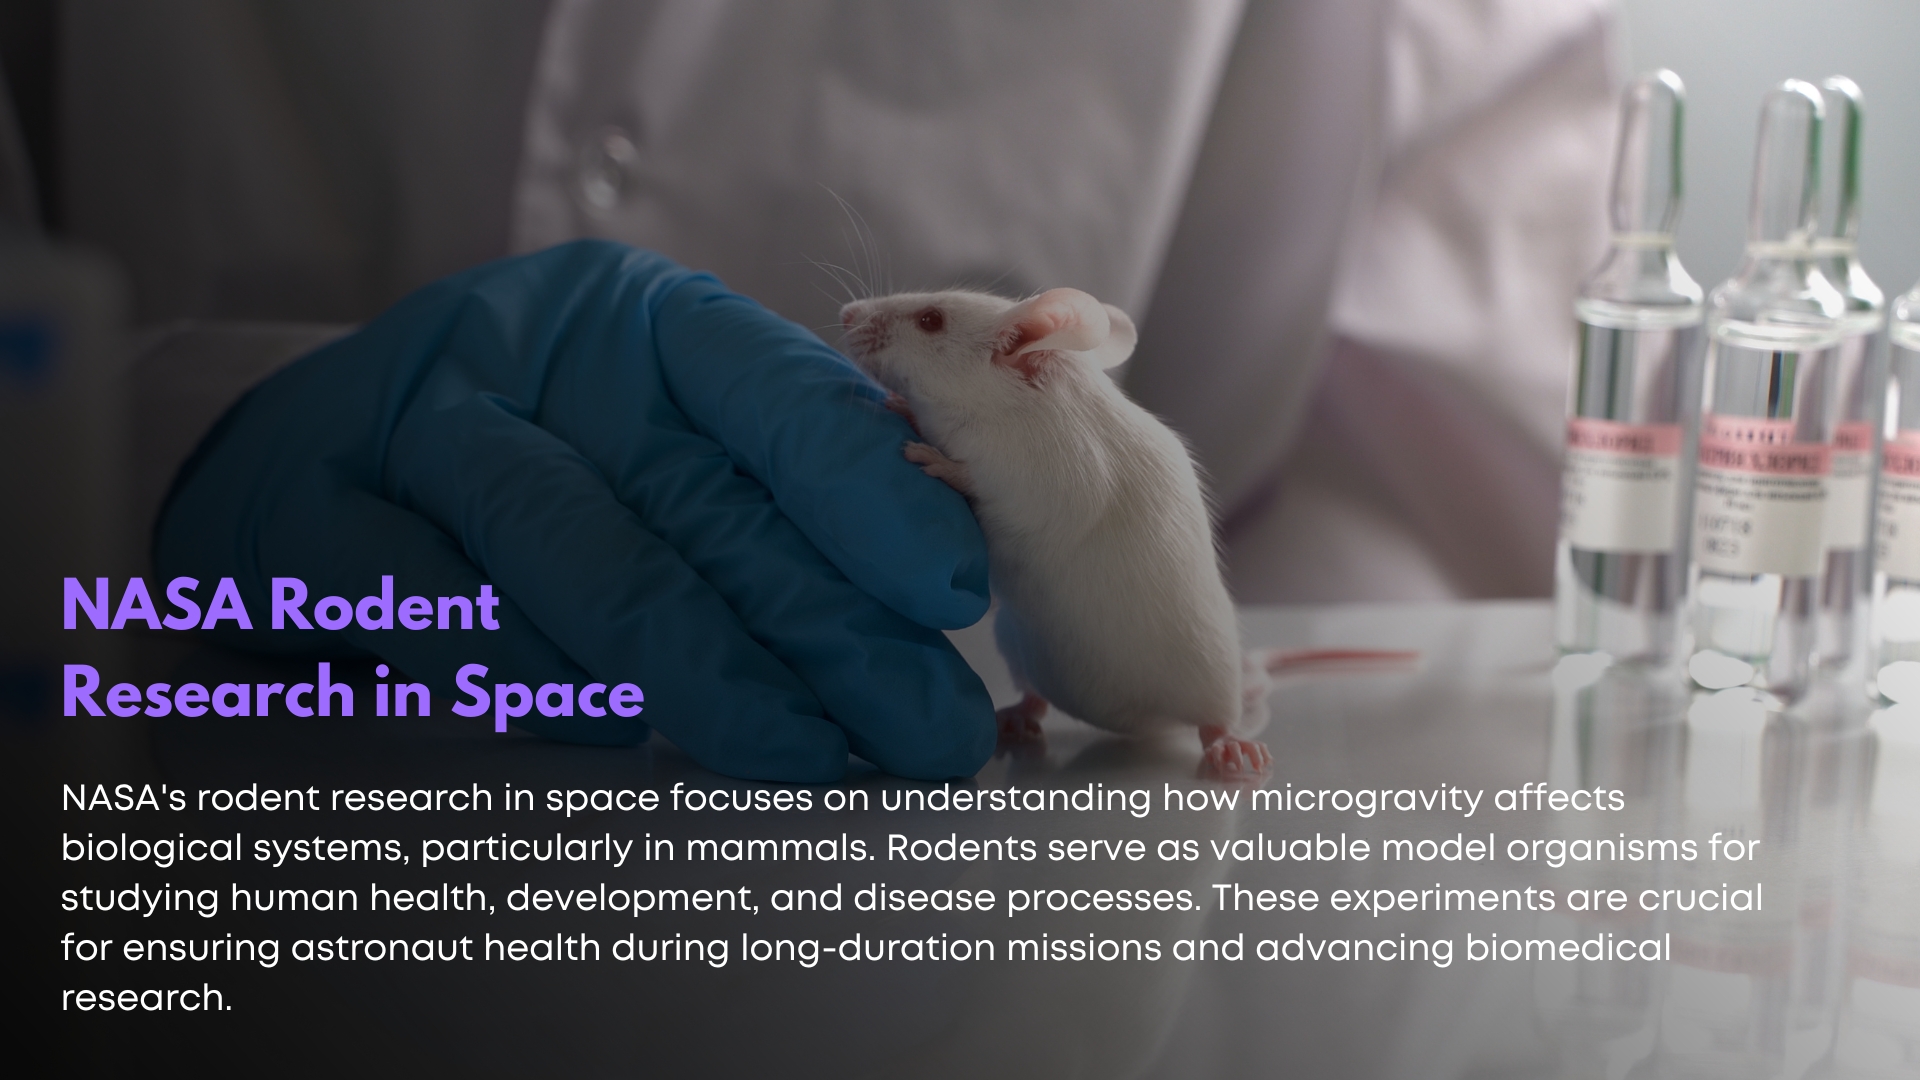 NASA Rodent
Research in Space
NASA's rodent research in space focuses on understanding how microgravity affects
biological systems, particularly in mammals. Rodents serve as valuable model organisms for
studying human health, development, and disease processes. These experiments are crucial
for ensuring astronaut health during long-duration missions and advancing biomedical
research.